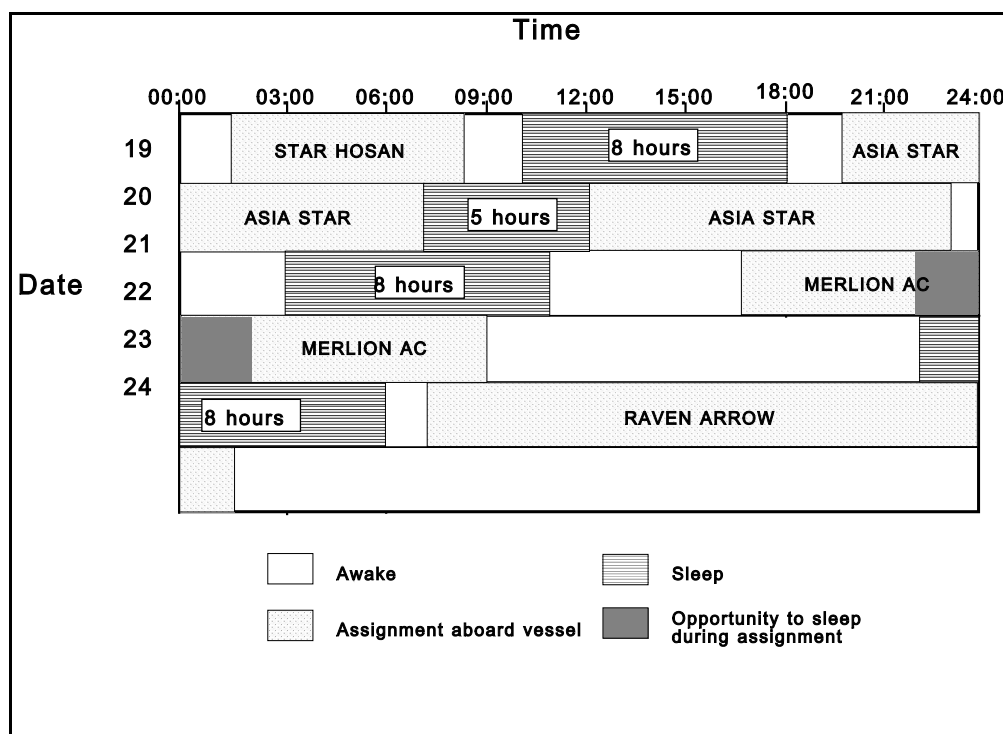 Time
00:00 03:00 06:00 09:00 12:00 15:00 18:00 21:00 24:00
19
STAR HOSAN
8 hours
ASIA STAR
20
ASIA STAR
5 hours
ASIA STAR
21
Date
8 hours
MERLION AC
22
23
MERLION AC
24
8 hours
RAVEN ARROW
Awake
Sleep
Assignment aboard vessel
Opportunity to sleep
during assignment